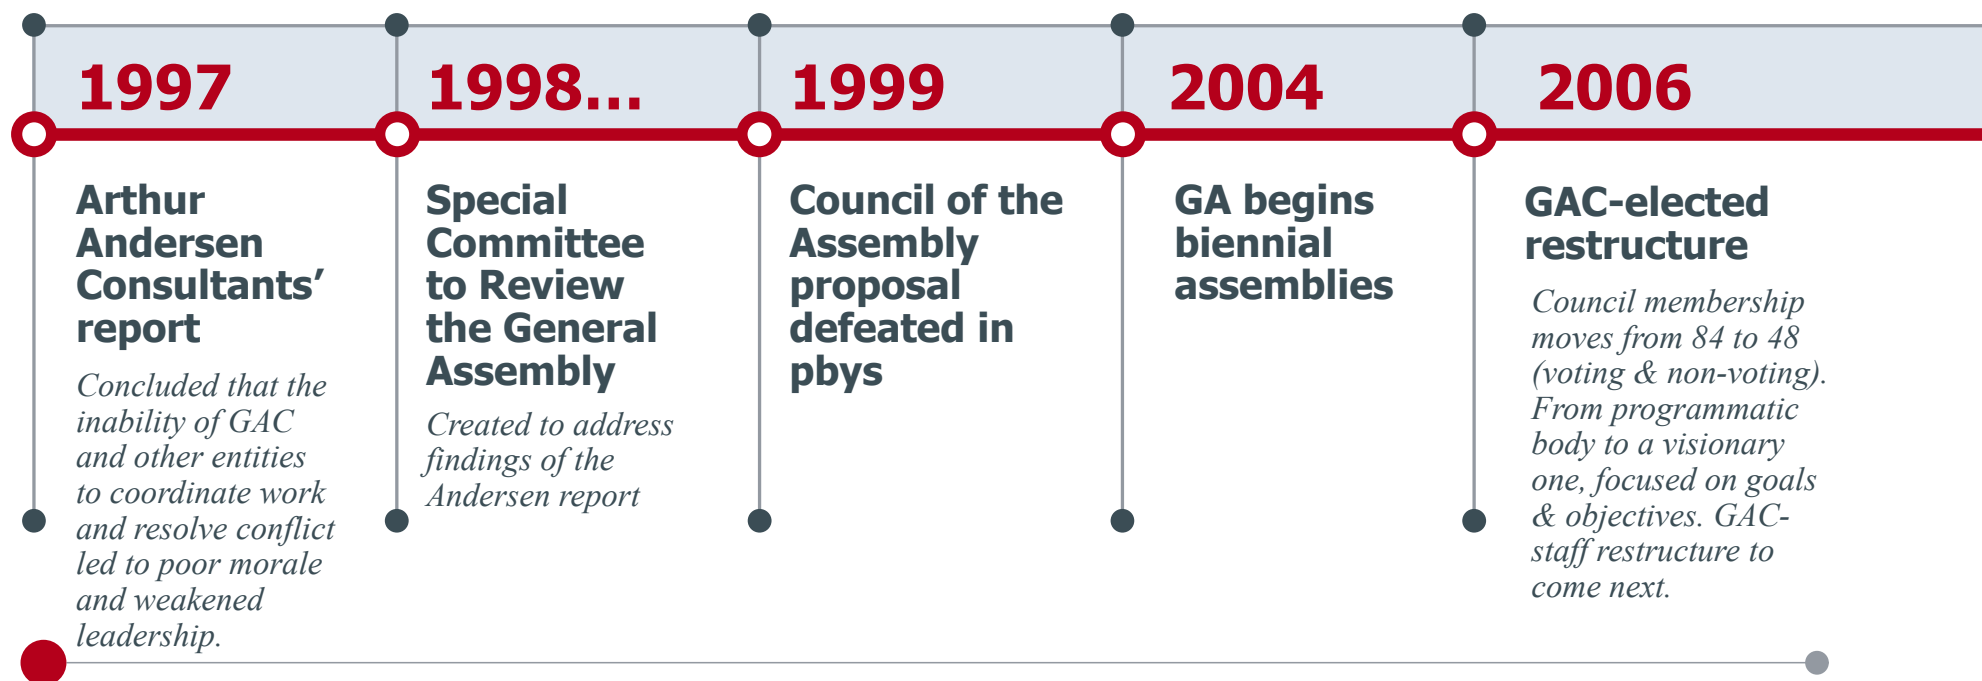 1997
Arthur
Andersen
Consultants’
report
Concluded that the
inability of GAC
and other entities
to coordinate work
and resolve conflict
led to poor morale
and weakened
leadership.
1998...
Special
Committee
to Review
the General
Assembly
Created to address
findings of the
Andersen report
1999
Council of the
Assembly
proposal
defeated in
pbys
2004
GA begins
biennial
assemblies
2006
GAC-elected
restructure
Council membership
moves from 84 to 48
(voting & non-voting).
From programmatic
body to a visionary
one, focused on goals
& objectives. GAC-
staff restructure to
come next.